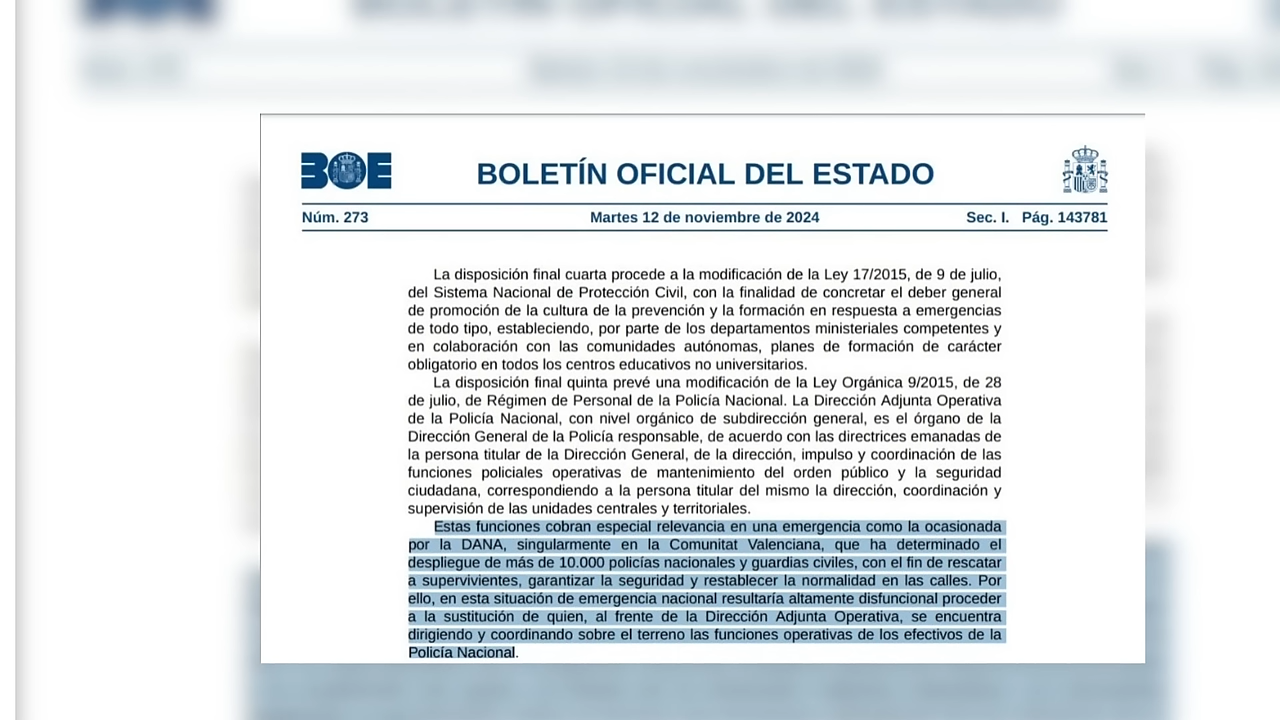 BOE
BOLETÍN OFICIAL DEL ESTADO
Núm. 273 Martes 12 de noviembre de 2024 Sec. I. Pág. 143781
La disposición final cuarta procede a la modificación de la Ley 17/2015, de 9 de julio,
del Sistema Nacional de Protección Civil, con la finalidad de concretar el deber general
de promoción de la cultura de la prevención y la formación en respuesta a emergencias
de todo tipo, estableciendo, por parte de los departamentos ministeriales competentes y
en colaboración con las comunidades autónomas, planes de formación de carácter
obligatorio en todos los centros educativos no universitarios.
La disposición final quinta prevé una modificación de la Ley Orgánica 9/2015, de 28
de julio, de Régimen de Personal de la Policía Nacional. La Dirección Adjunta Operativa
de la Policía Nacional, con nivel orgánico de subdirección general, es el órgano de la
Dirección General de la Policía responsable, de acuerdo con las directrices emanadas de
la persona titular de la Dirección General, de la dirección, impulso y coordinación de las
funciones policiales operativas de mantenimiento del orden público y la seguridad
ciudadana, correspondiendo a la persona titular del mismo la dirección, coordinación y
supervisión de las unidades centrales y territoriales.
Estas funciones cobran especial relevancia en una emergencia como la ocasionada
por la DANA, singularmente en la Comunitat Valenciana, que ha determinado el
despliegue de más de 10.000 policías nacionales y guardias civiles, con el fin de rescatar
a supervivientes, garantizar la seguridad y restablecer la normalidad en las calles. Por
ello, en esta situación de emergencia nacional resultaría altamente disfuncional proceder
a la sustitución de quien, al frente de la Dirección Adjunta Operativa, se encuentra
dirigiendo y coordinando sobre el terreno las funciones operativas de los efectivos de la
Policía Nacional.